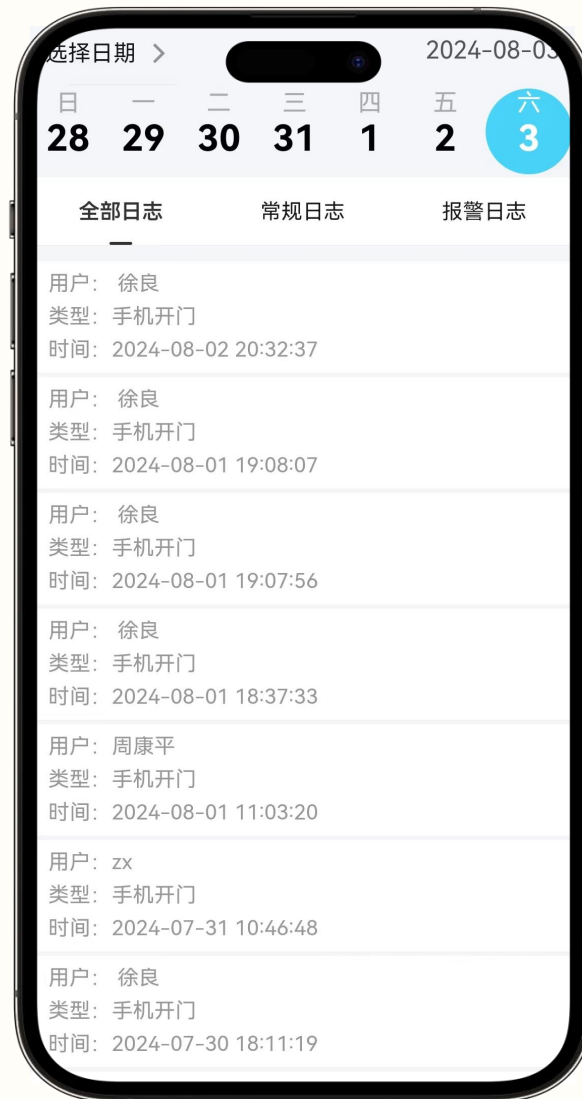 选择日期 >
2024-08-03
日 一 二 三 四 五 六
28 29 30 31 1 2 3
全部日志 常规日志 报警日志
用户： 徐良
类型：手机开门
时间：2024-08-02 20:32:37
用户： 徐良
类型：手机开门
时间：2024-08-01 19:08:07
用户： 徐良
类型：手机开门
时间：2024-08-01 19:07:56
用户： 徐良
类型：手机开门
时间：2024-08-01 18:37:33
用户：周康平
类型：手机开门
时间：2024-08-01 11:03:20
用户：zx
类型：手机开门
时间：2024-07-31 10:46:48
用户： 徐良
类型：手机开门
时间：2024-07-30 18:11:19